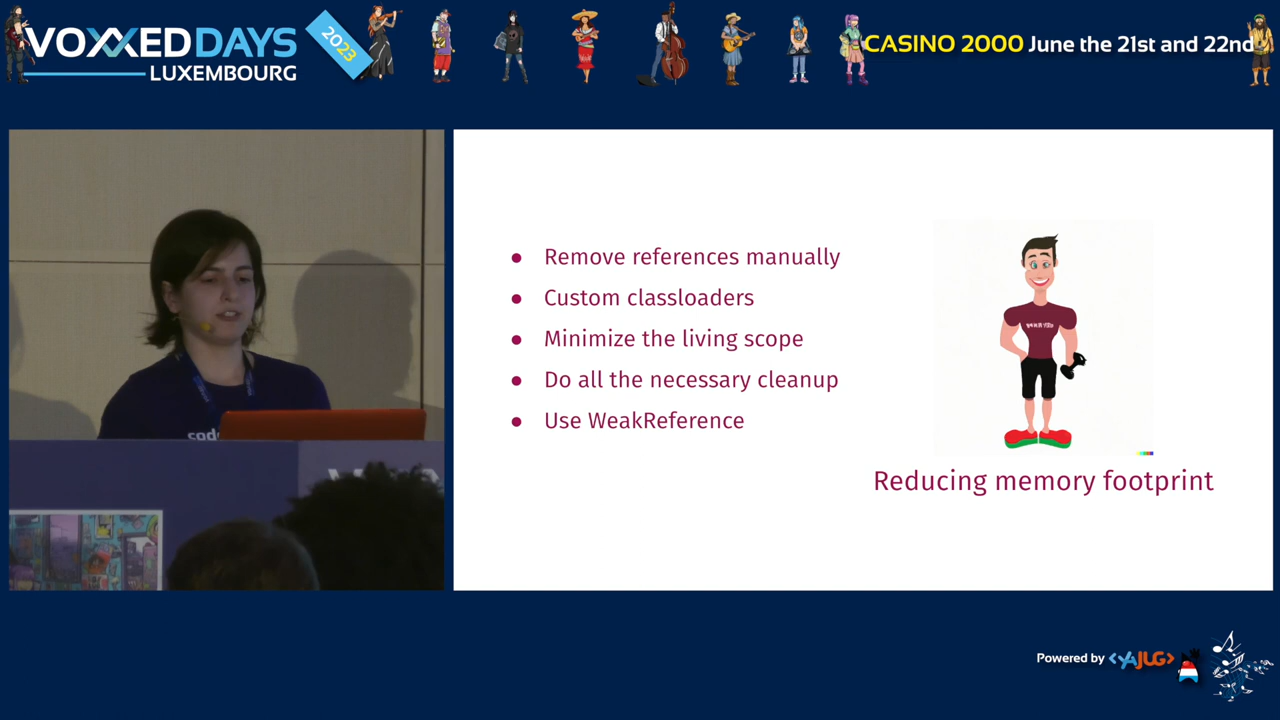 VOXXED DAYS
LUXEMBOURG
2023
CASINO 2000 June the 21st and 22nd
• Remove references manually
• Custom classloaders
• Minimize the living scope
• Do all the necessary cleanup
• Use WeakReference
Reducing memory footprint
Powered by <YAJUG>